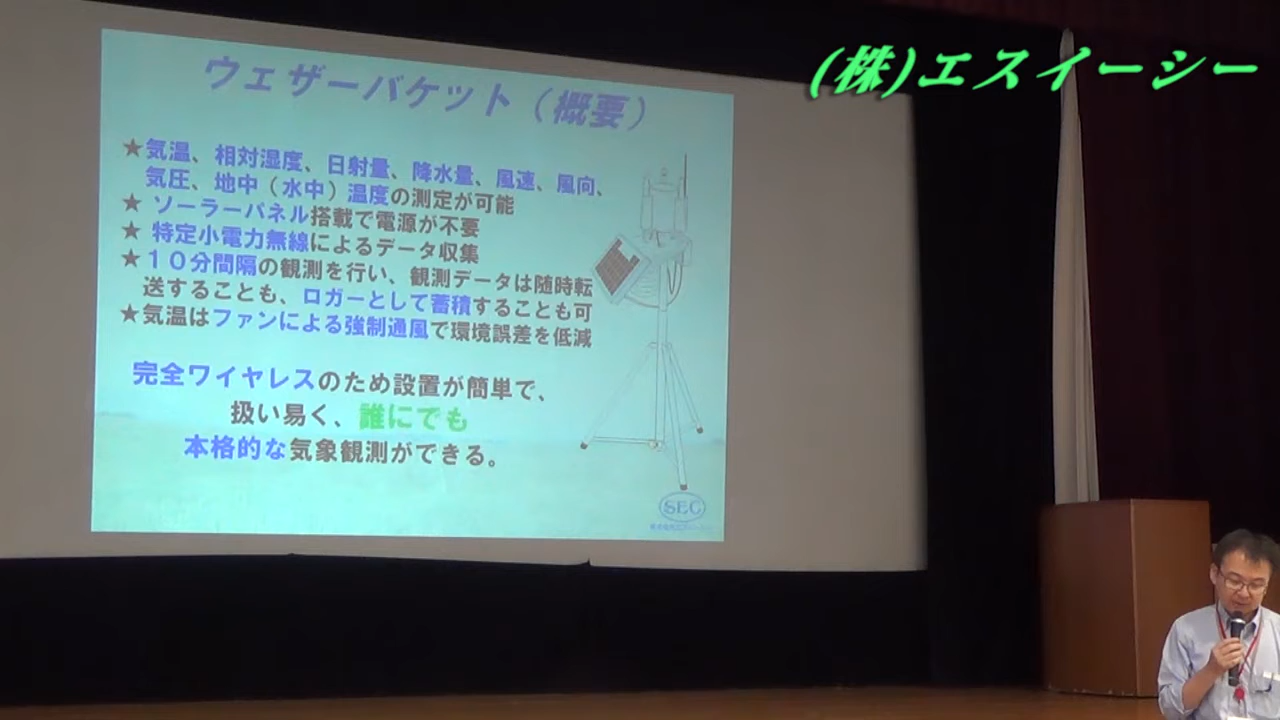 (株)エスイーシー
ウェザーバケット（概要）
★気温、相対湿度、日射量、降水量、風速、風向、
気圧、地中（水中）温度の測定が可能
★ ソーラーパネル搭載で電源が不要
★ 特定小電力無線によるデータ収集
★１０分間隔の観測を行い、観測データは随時転
送することも、ロガーとして蓄積することも可
★気温はファンによる強制通風で環境誤差を低減
完全ワイヤレスのため設置が簡単で、
扱い易く、誰にでも
本格的な気象観測ができる。
SEC